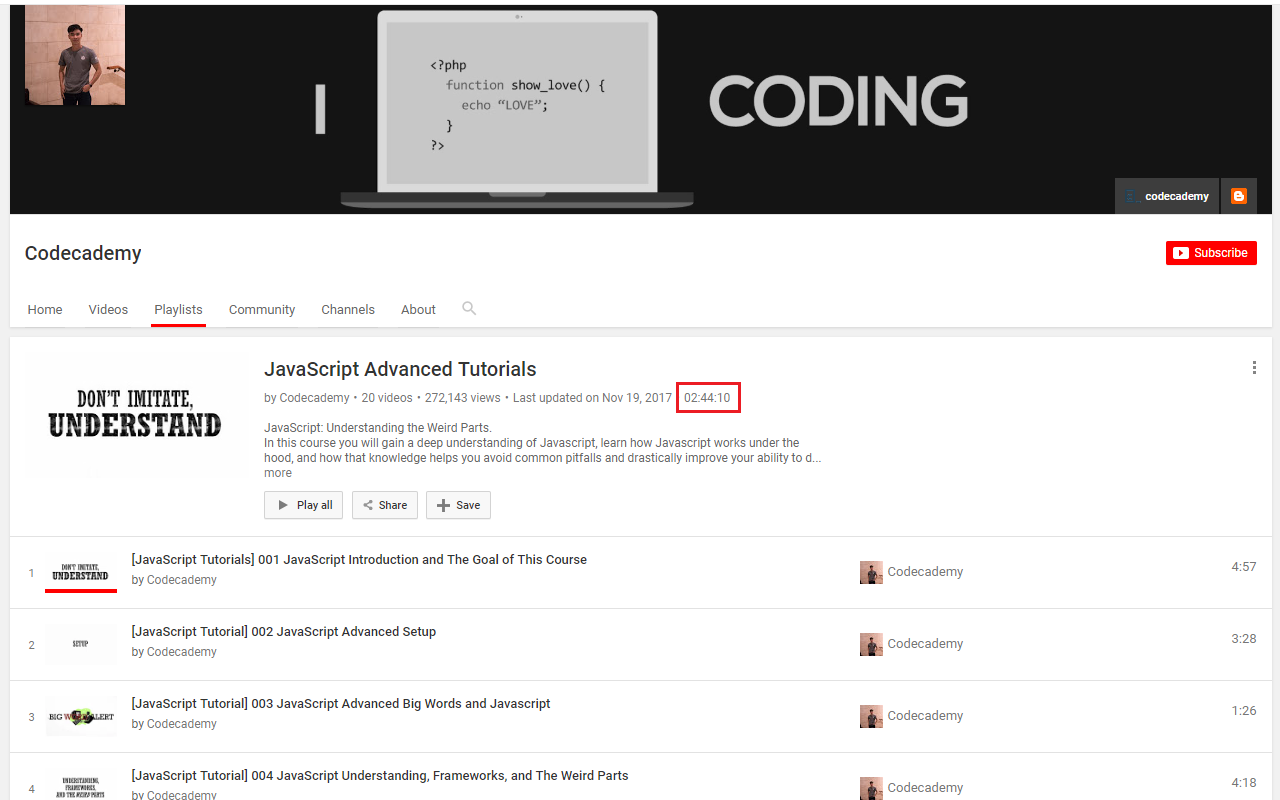 I
<?php
function show_love() {
echo “LOVE”;
}
?>
CODING
codecademy
Codecademy
Subscribe
Home Videos Playlists Community Channels About
DON'T IMITATE,
UNDERSTAND
JavaScript Advanced Tutorials
by Codecademy • 20 videos • 272,143 views • Last updated on Nov 19, 2017 02:44:10
JavaScript: Understanding the Weird Parts.
In this course you will gain a deep understanding of Javascript, learn how Javascript works under the
hood, and how that knowledge helps you avoid common pitfalls and drastically improve your ability to d...
more
Play all Share Save
1 DON'T IMITATE, UNDERSTAND [JavaScript Tutorials] 001 JavaScript Introduction and The Goal of This Course Codecademy 4:57
by Codecademy
2 SETUP [JavaScript Tutorial] 002 JavaScript Advanced Setup Codecademy 3:28
by Codecademy
3 BIG WORD ALERT [JavaScript Tutorial] 003 JavaScript Advanced Big Words and Javascript Codecademy 1:26
by Codecademy
4 UNDERSTANDING, FRAMEWORKS, AND THE WEIRD PARTS [JavaScript Tutorial] 004 JavaScript Understanding, Frameworks, and The Weird Parts Codecademy 4:18
by Codecademy